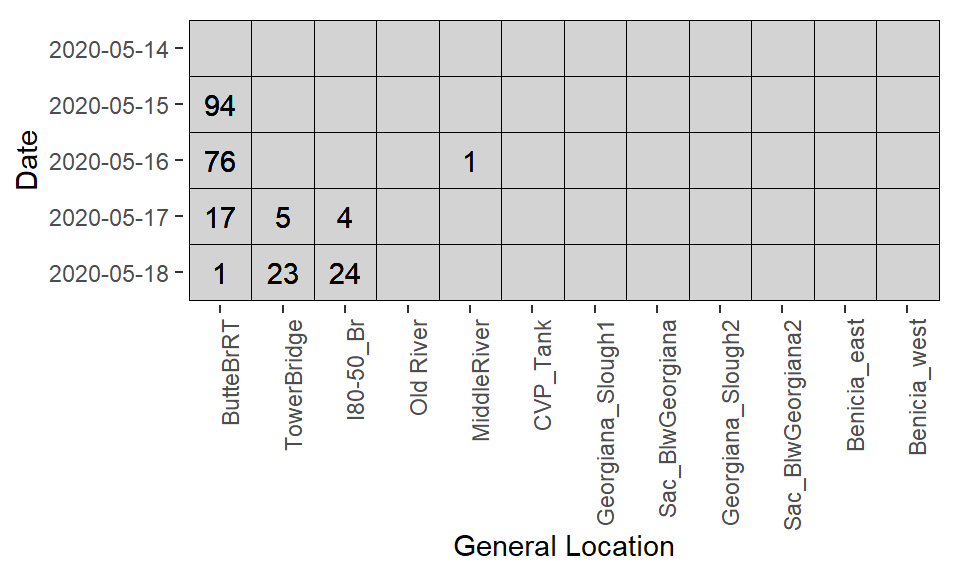 2020-05-14
2020-05-15 94
2020-05-16 76 1
2020-05-17 17 5 4
2020-05-18 1 23 24
Date
ButteBrRT
TowerBridge
I80-50_Br
Old River
MiddleRiver
CVP_Tank
Georgiana_Slough1
Sac_BlwGeorgiana
Georgiana_Slough2
Sac_BlwGeorgiana2
Benicia_east
Benicia_west
General Location